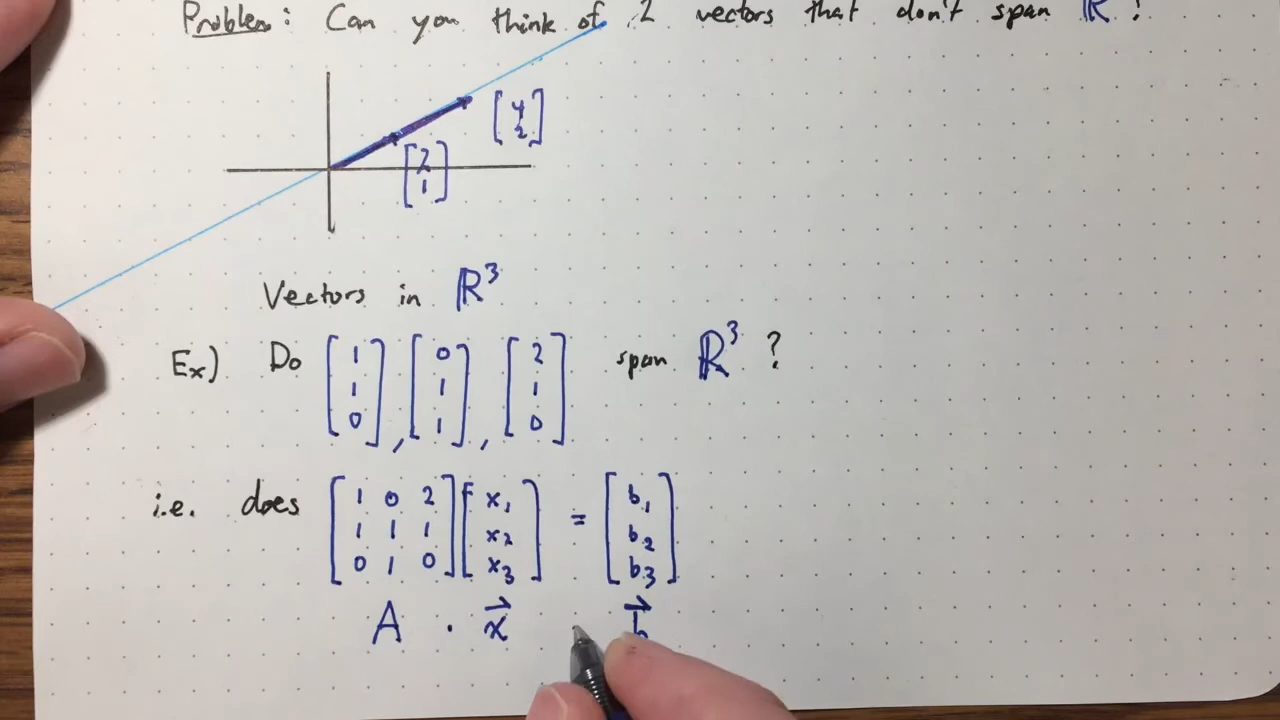 Problem: Can you think of 2 vectors that don't span ℝ ?
[4 2]
[2 1]
Vectors in ℝ³
Ex) Do [1 1 0], [0 1 1], [2 1 0] span ℝ³ ?
i.e. does [1 0 2 [x₁ = [b₁
1 1 1 x₂ b₂
0 1 0] x₃] b₃]
A · x⃗ b⃗